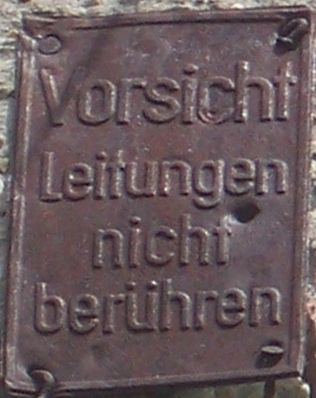 Vorsicht
Leitungen
nicht
berühren